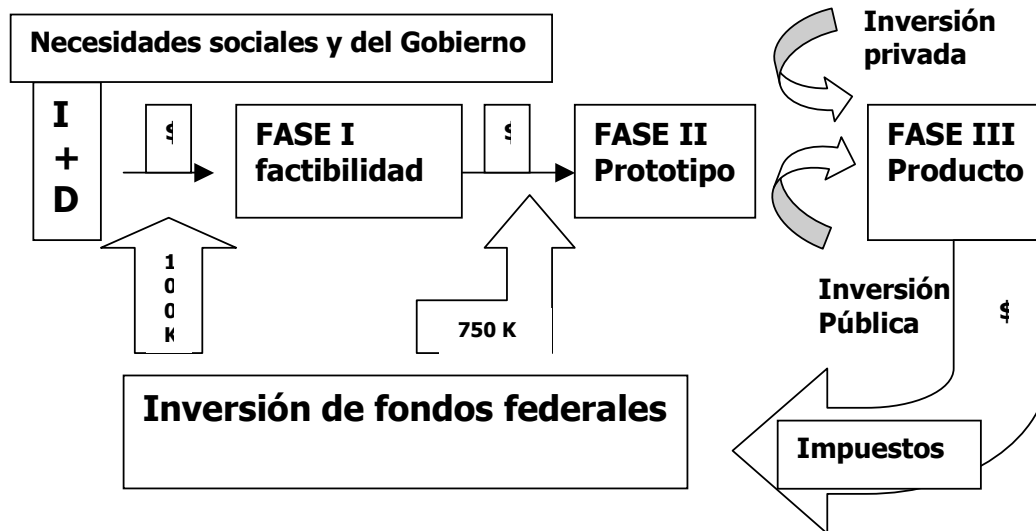 Necesidades sociales y del Gobierno
I
+
D
$
FASE I
factibilidad
$
FASE II
Prototipo
Inversión
privada
FASE III
Producto
1
0
0
K
750 K
Inversión
Pública
$
Inversión de fondos federales
Impuestos